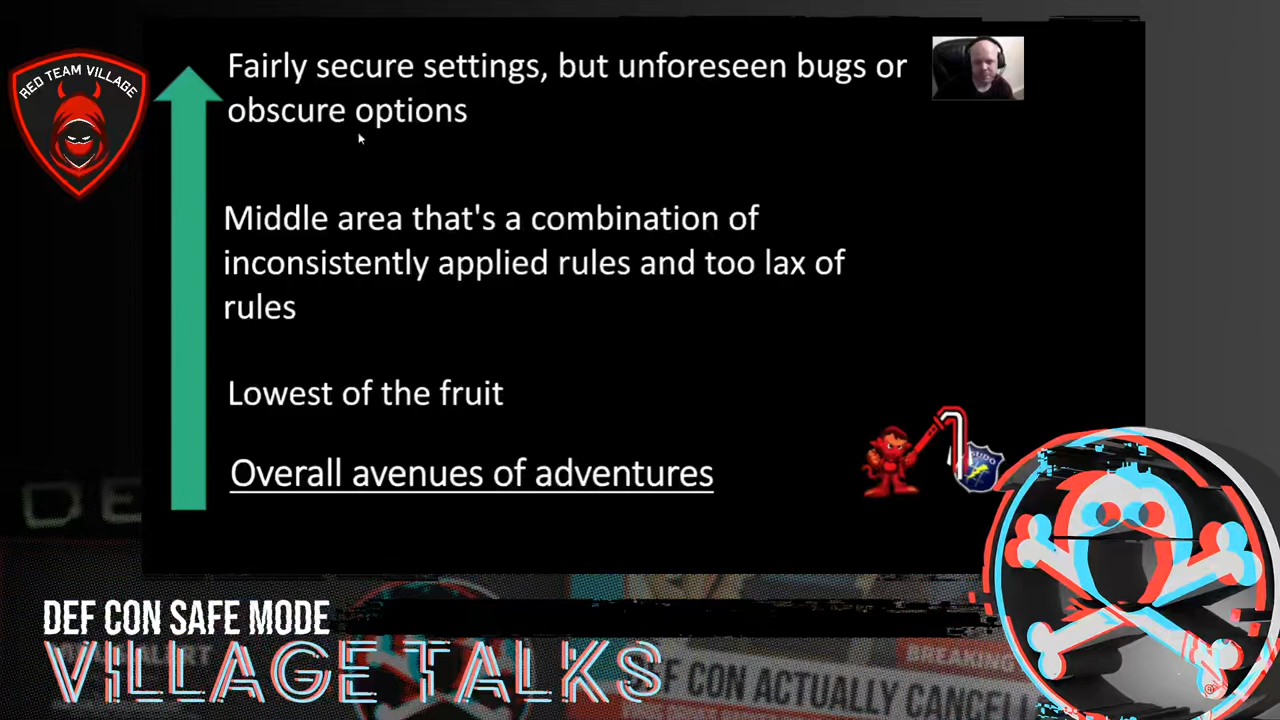 RED TEAM VILLAGE
Fairly secure settings, but unforeseen bugs or
obscure options
Middle area that's a combination of
inconsistently applied rules and too lax of
rules
Lowest of the fruit
Overall avenues of adventures
SUDO
DE
DEF CON SAFE MODE
VILLAGE TALKS
BREAKING
DEF CON ACTUALLY CANCELL